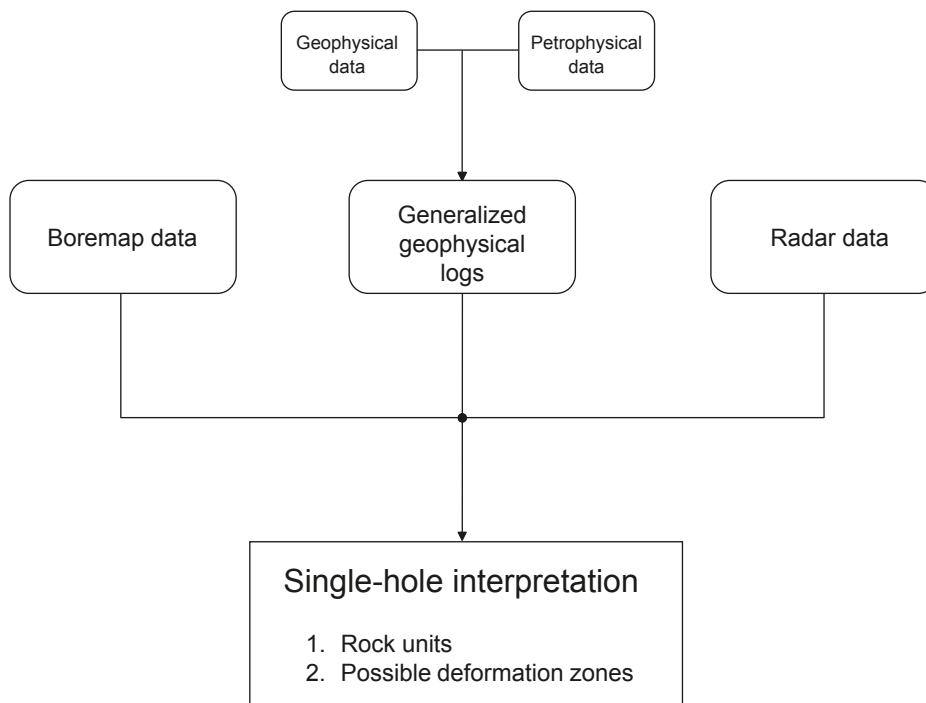 Geophysical
data
Petrophysical
data
Boremap data
Generalized
geophysical
logs
Radar data
Single-hole interpretation
1. Rock units
2. Possible deformation zones